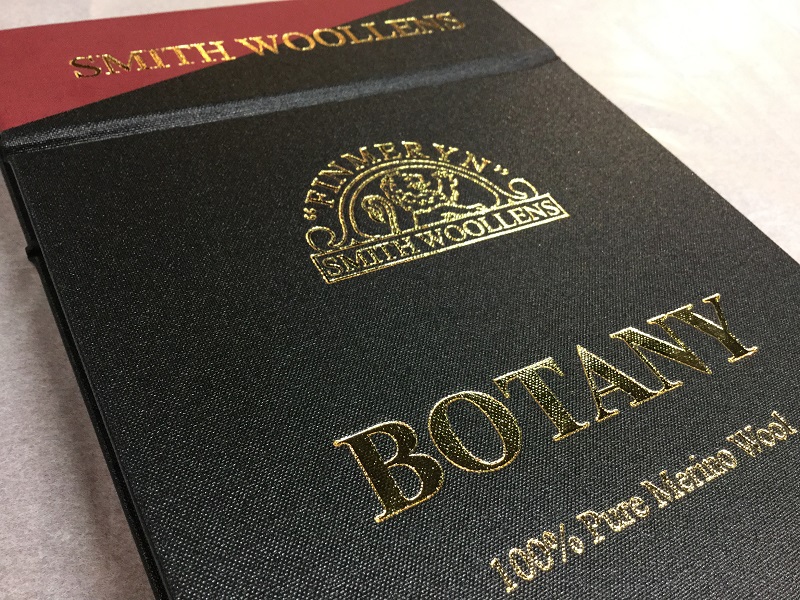 SMITH WOOLLENS
"FINMERYN"
SMITH WOOLLENS
BOTANY
100% Pure Merino Wool